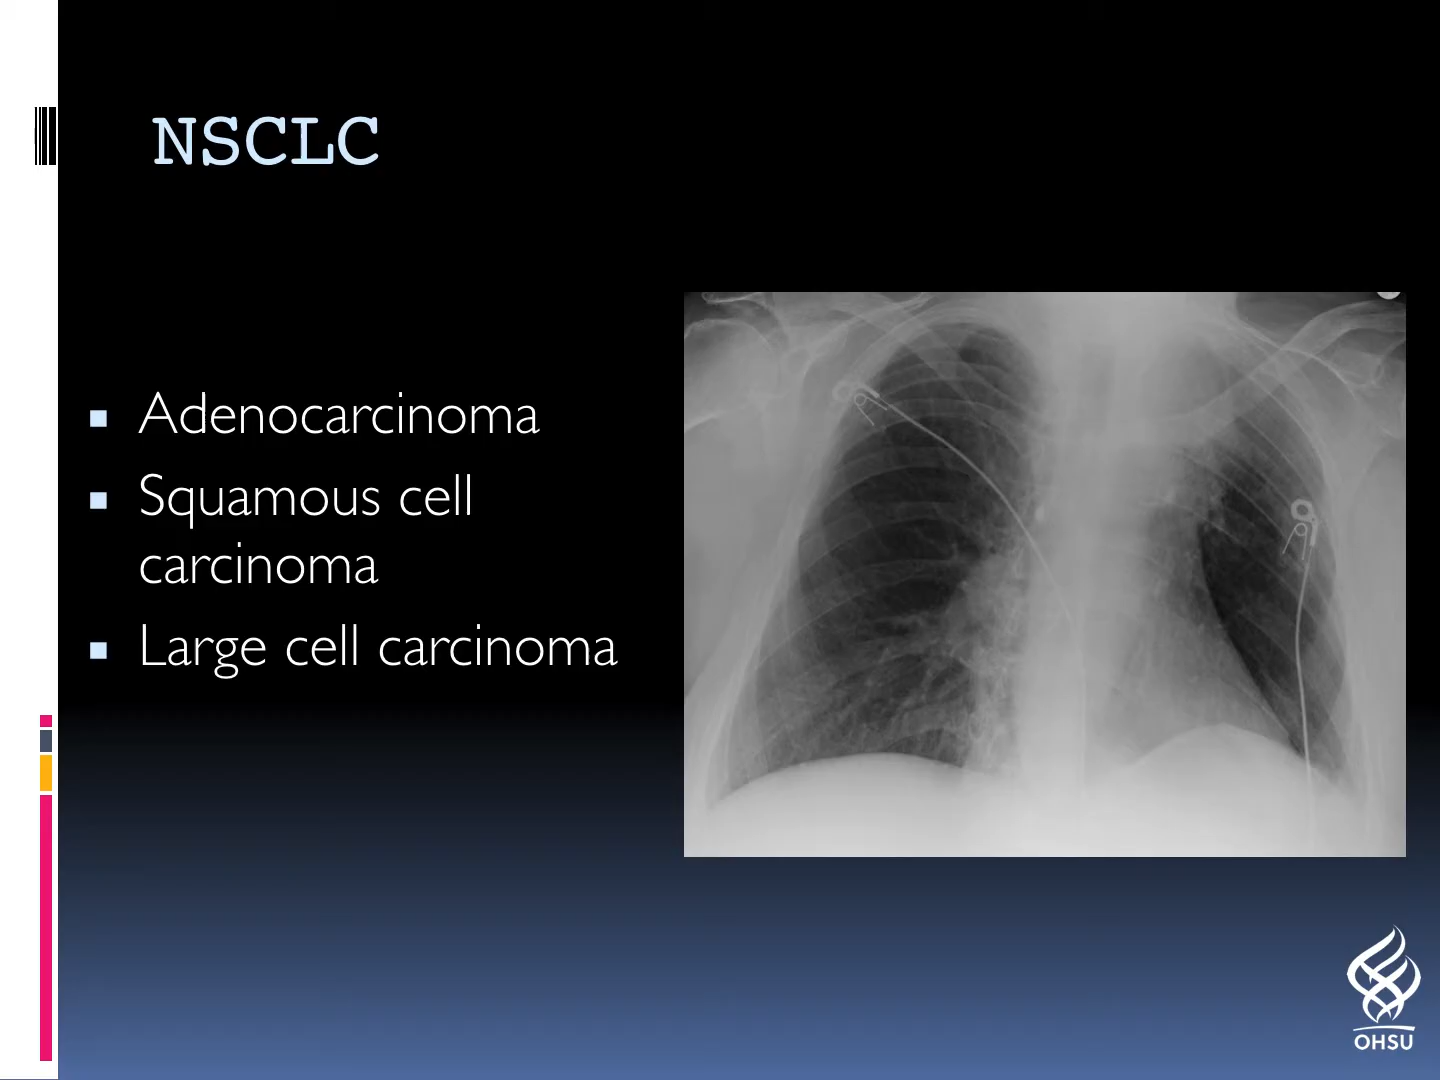 NSCLC
Adenocarcinoma
Squamous cell
carcinoma
Large cell carcinoma
OHSU